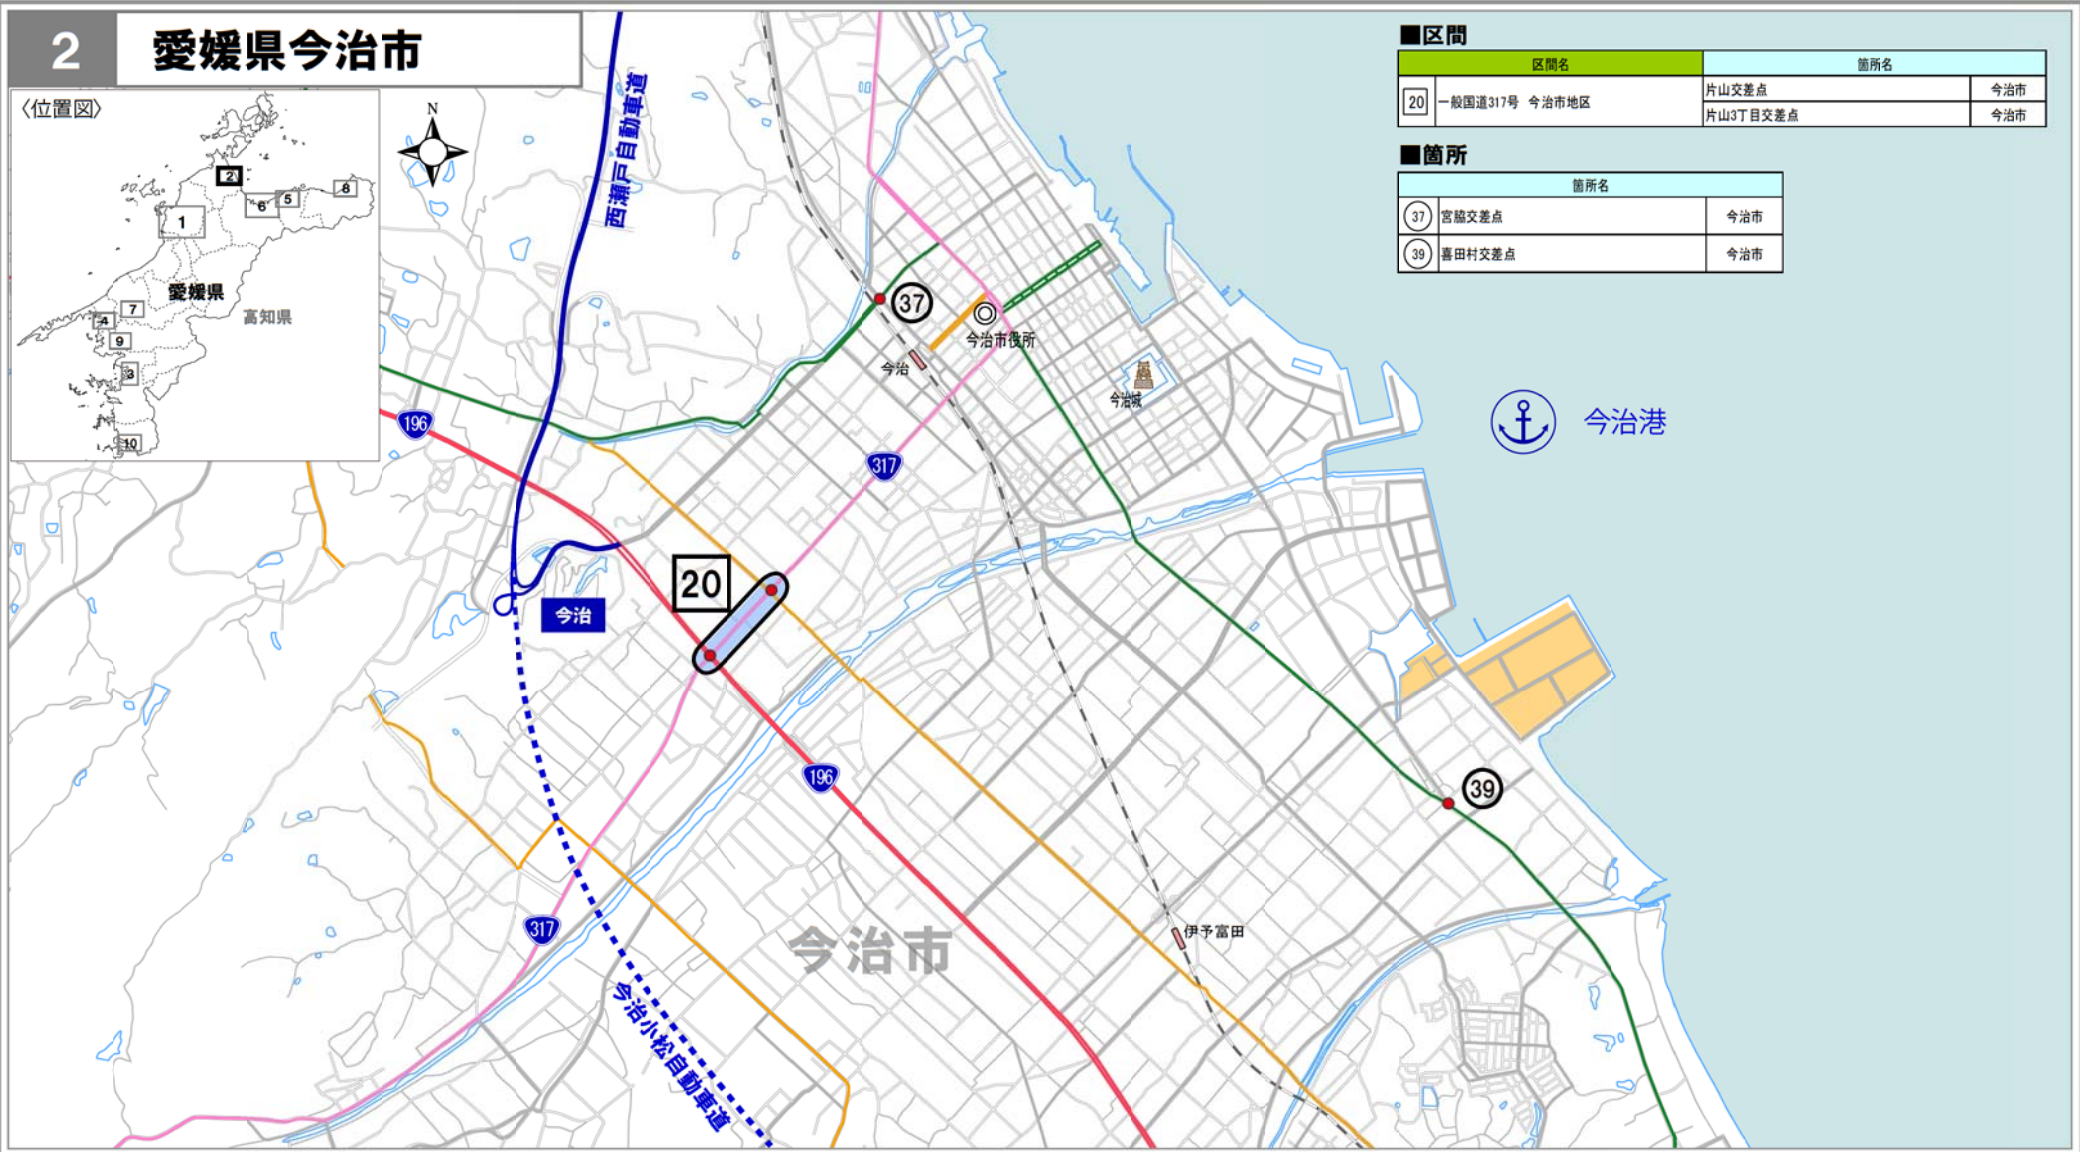 2 愛媛県今治市
〈位置図〉
2
8
5
6
1
愛媛県
高知県
7
4
9
3
10
N
西瀬戸自動車道
■区間
区間名 箇所名
20 一般国道317号 今治市地区 片山交差点 今治市
片山3丁目交差点 今治市
■箇所
箇所名
37 宮脇交差点 今治市
39 喜田村交差点 今治市
37
今治市役所
今治
今治城
196
317
今治港
20
今治
196
39
317
今治市
伊予富田
今治小松自動車道